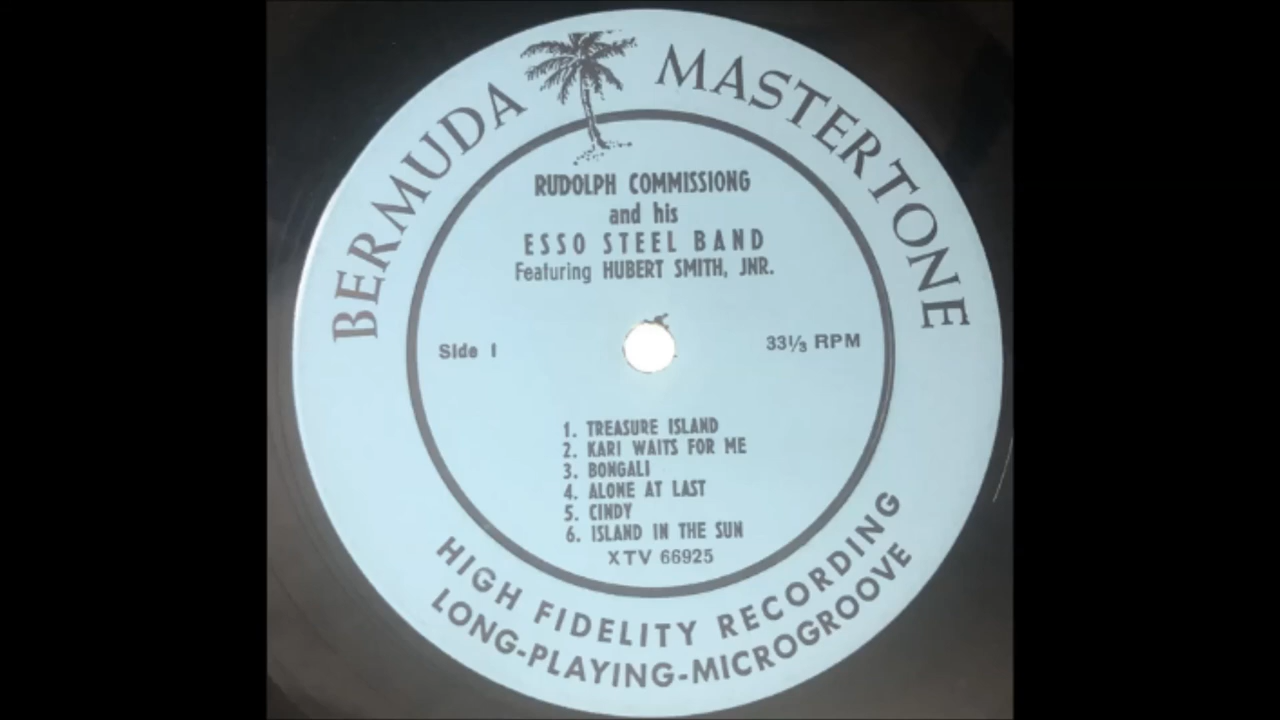 BERMUDA MASTERTONE
RUDOLPH COMMISSIONG
and his
ESSO STEEL BAND
Featuring HUBERT SMITH, JNR.
Side 1
33⅓ RPM
1. TREASURE ISLAND
2. KARI WAITS FOR ME
3. BONGALI
4. ALONE AT LAST
5. CINDY
6. ISLAND IN THE SUN
XTV 66925
HIGH FIDELITY RECORDING
LONG-PLAYING-MICROGROOVE